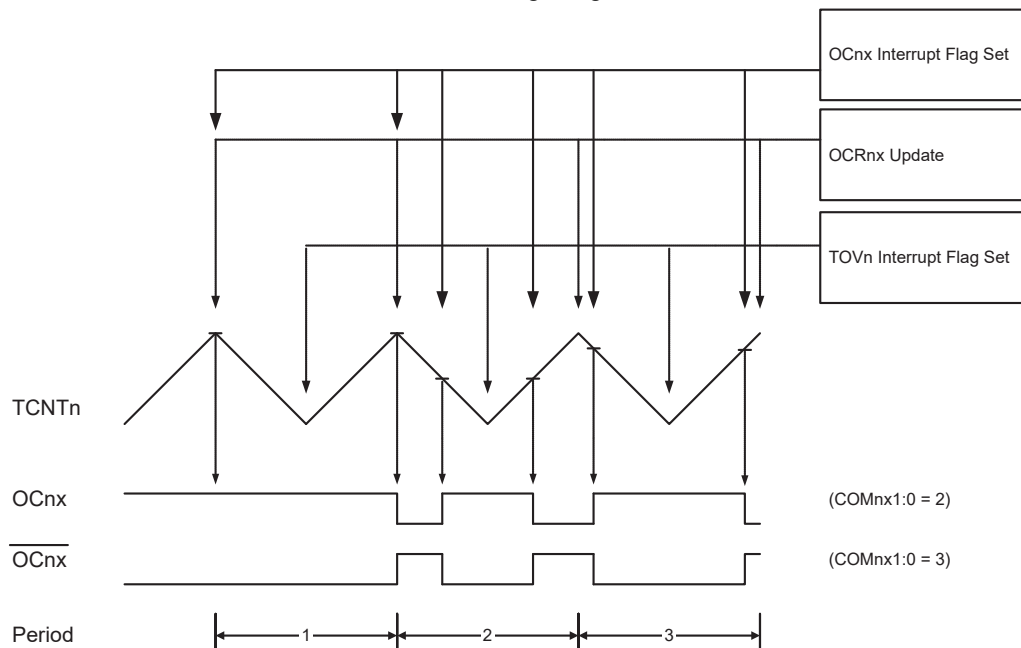 OCnx Interrupt Flag Set
OCRnx Update
TOVn Interrupt Flag Set
TCNTn
OCnx
(COMnx1:0 = 2)
OCnx
(COMnx1:0 = 3)
Period
1
2
3